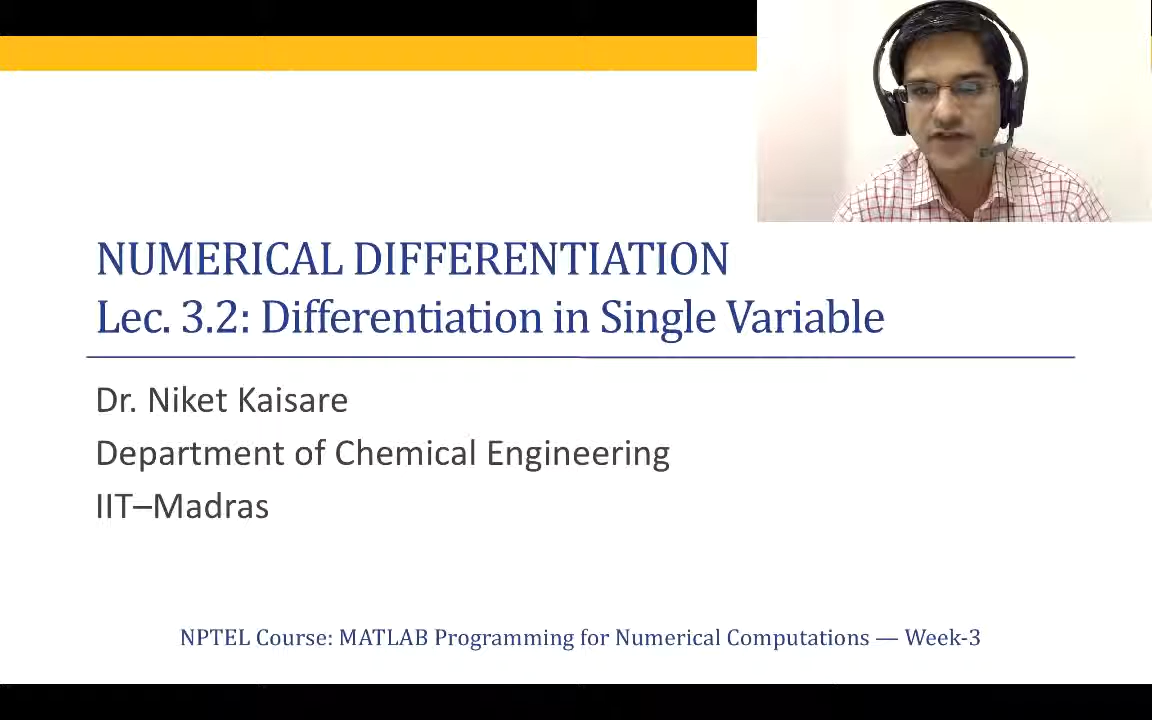 NUMERICAL DIFFERENTIATION
Lec. 3.2: Differentiation in Single Variable
Dr. Niket Kaisare
Department of Chemical Engineering
IIT–Madras
NPTEL Course: MATLAB Programming for Numerical Computations — Week-3